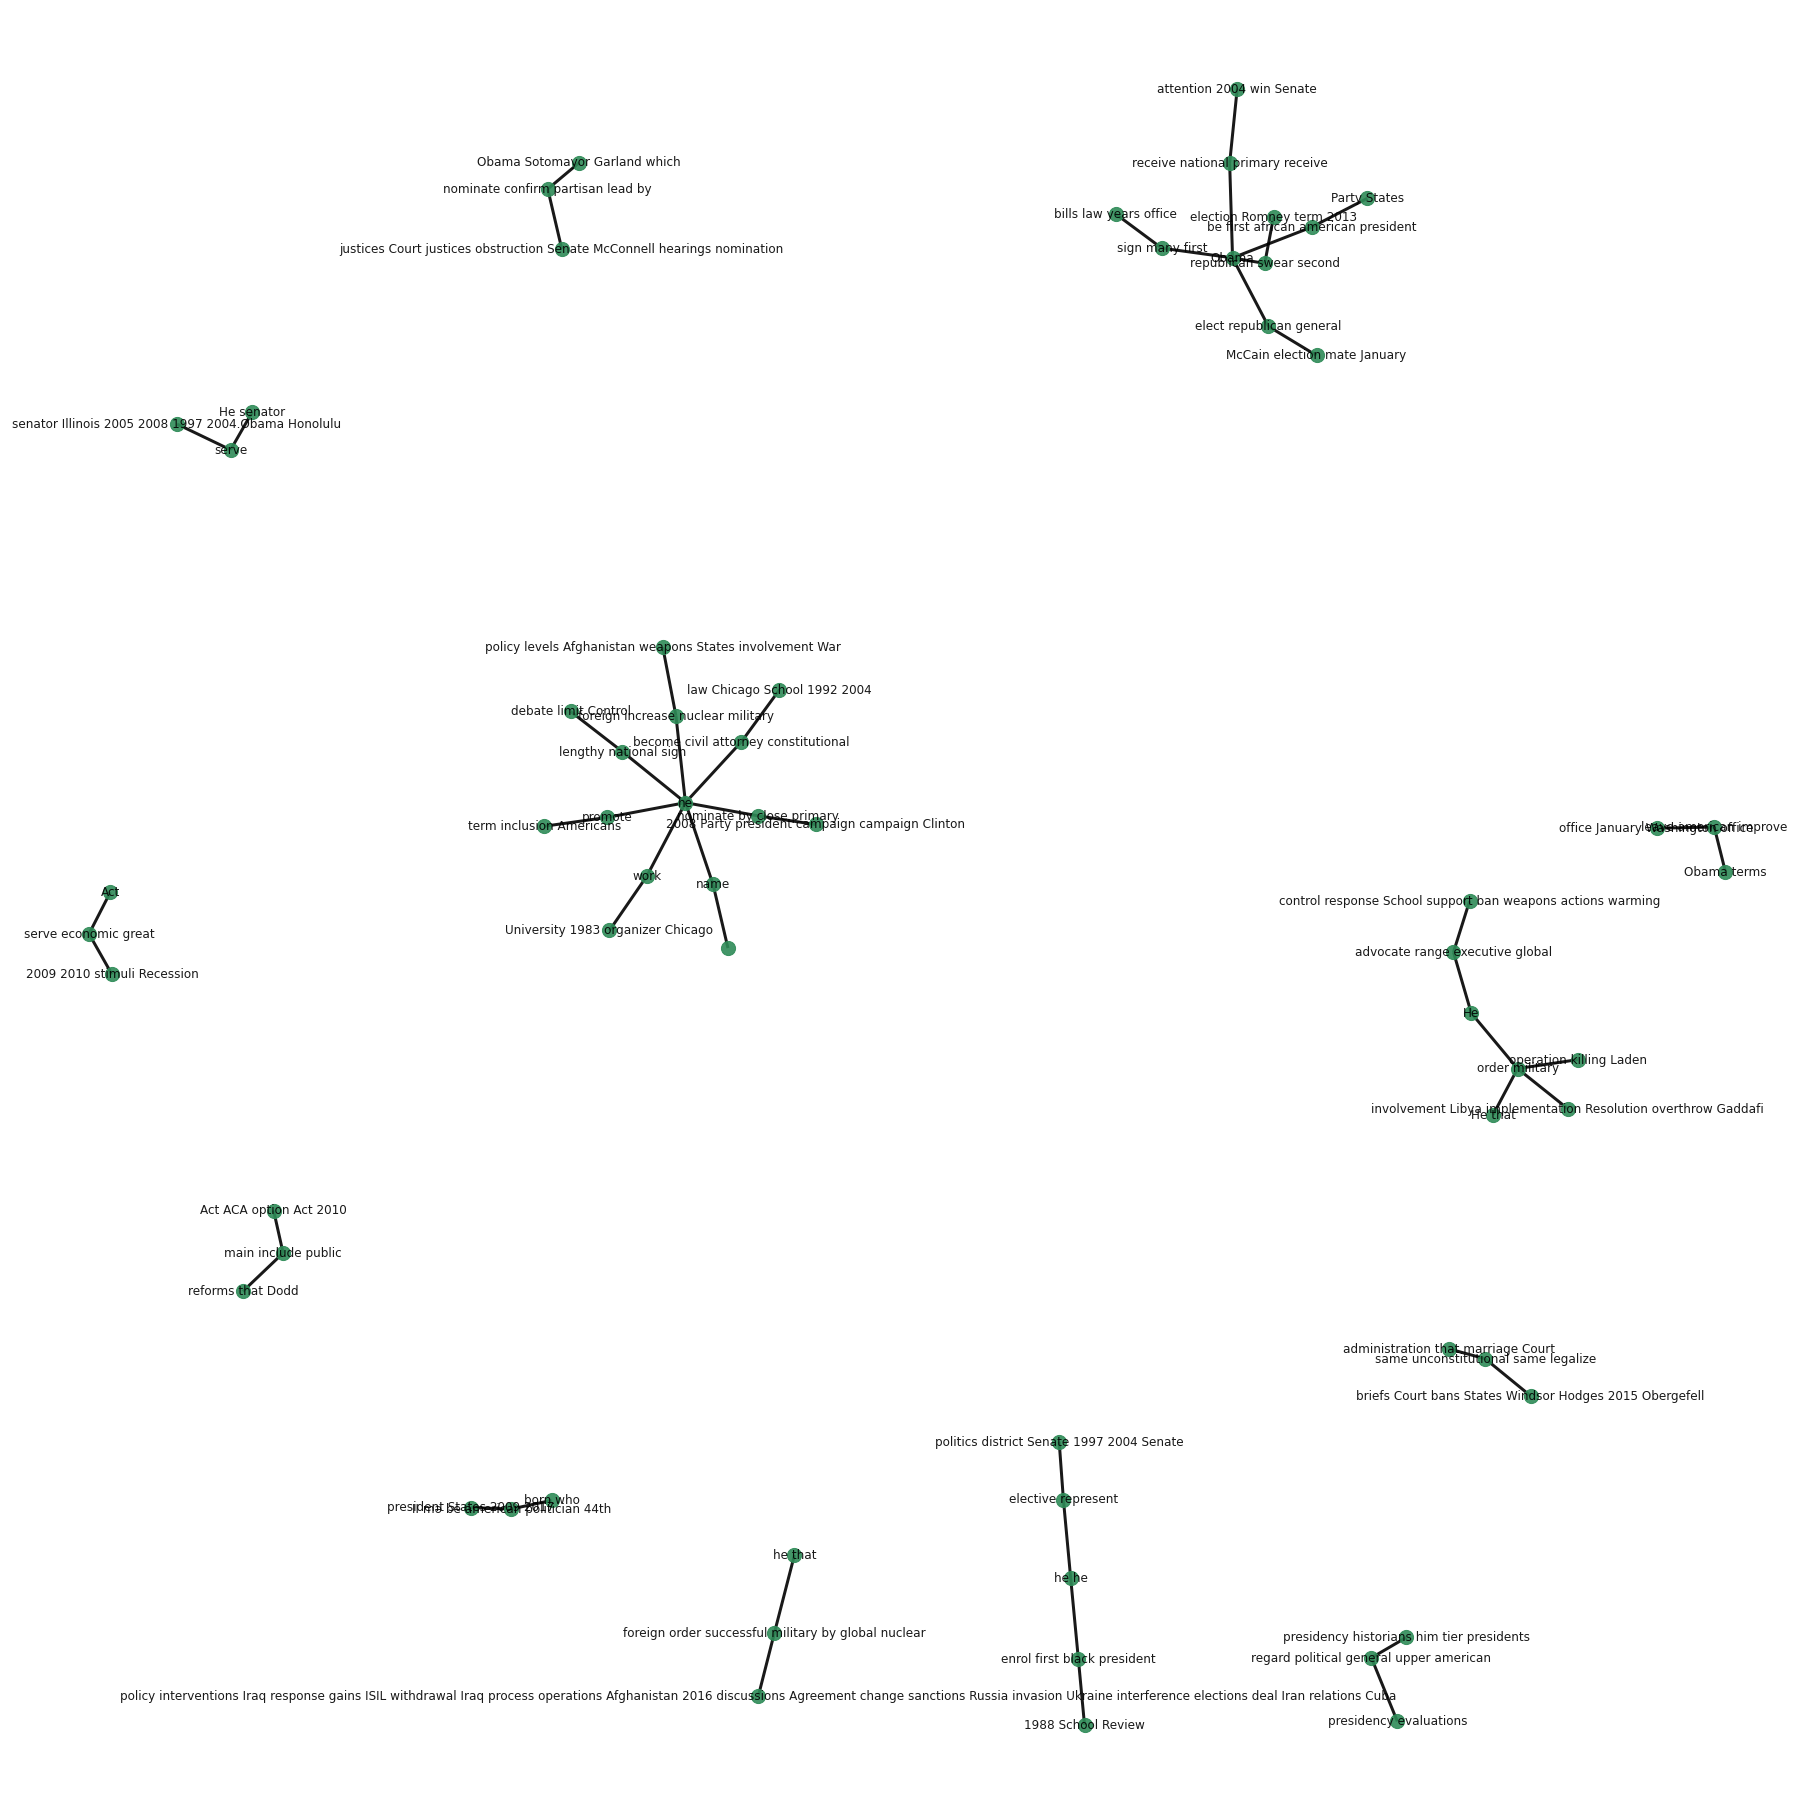 attention 2004 win Senate
Obama Sotomayor Garland which
receive national primary receive
nominate confirm partisan lead by
Party States
bills law years office
election Romney term 2013
be first african american president
justices Court justices obstruction Senate McConnell hearings nomination
sign many first
Obama
republican swear second
elect republican general
McCain election mate January
He senator
senator Illinois 2005 2008 1997 2004.Obama Honolulu
serve
policy levels Afghanistan weapons States involvement War
law Chicago School 1992 2004
debate limit Control
foreign increase nuclear military
become civil attorney constitutional
lengthy national sign
he
promote
nominate by close primary
term inclusion Americans
2008 Party president campaign campaign Clinton
office January Washington office
american improve
Obama terms
work
name
Act
control response School support ban weapons actions warming
University 1983 organizer Chicago
serve economic great
advocate range executive global
2009 2010 stimuli Recession
He
operation killing Laden
order military
involvement Libya implementation Resolution overthrow Gaddafi
He that
Act ACA option Act 2010
main include public
reforms that Dodd
administration that marriage Court
same unconstitutional same legalize
briefs Court bans States Windsor Hodges 2015 Obergefell
politics district Senate 1997 2004 Senate
elective represent
born who
president States 2009 2017
be american politician 44th
he that
he he
foreign order successful military by global nuclear
presidency historians him tier presidents
regard political general upper american
enrol first black president
policy interventions Iraq response gains ISIL withdrawal Iraq process operations Afghanistan 2016 discussions Agreement change sanctions Russia invasion Ukraine interference elections deal Iran relations Cuba
presidency evaluations
1988 School Review